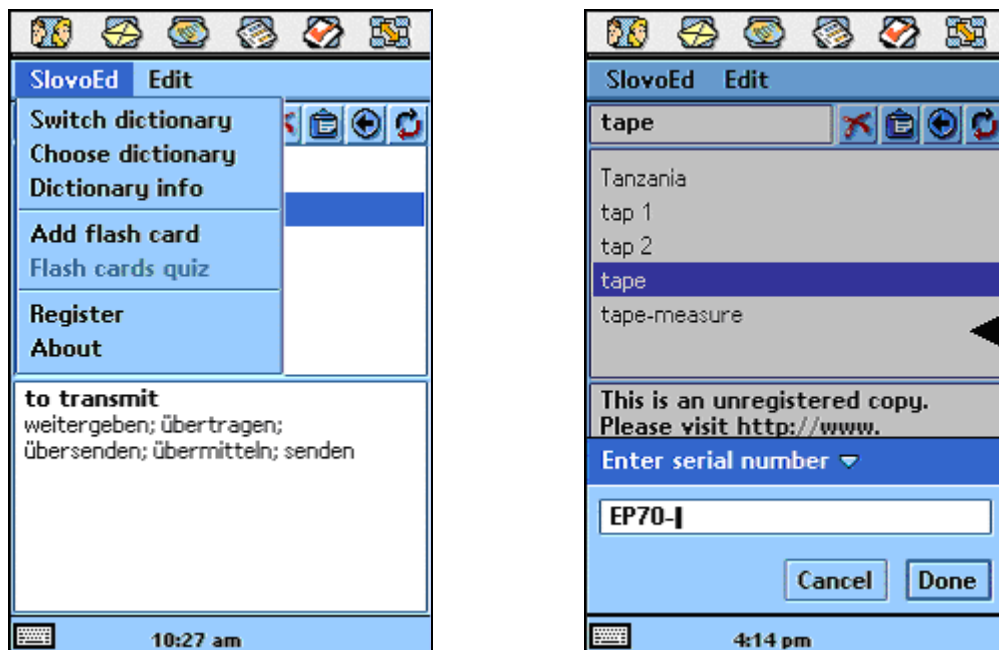 SlovoEd Edit
Switch dictionary
Choose dictionary
Dictionary info
Add flash card
Flash cards quiz
Register
About
to transmit
weitergeben; übertragen;
übersenden; übermitteln; senden
10:27 am
SlovoEd Edit
tape
Tanzania
tap 1
tap 2
tape
tape-measure
This is an unregistered copy.
Please visit http://www.
Enter serial number
EP70-
Cancel Done
4:14 pm